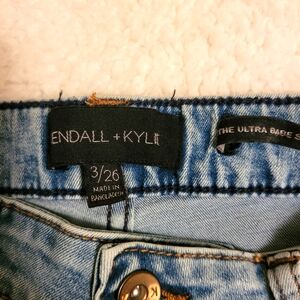 ENDALL + KYLI
THE ULTRA BABE S
3/26
MADE IN
BANGLADESH
K